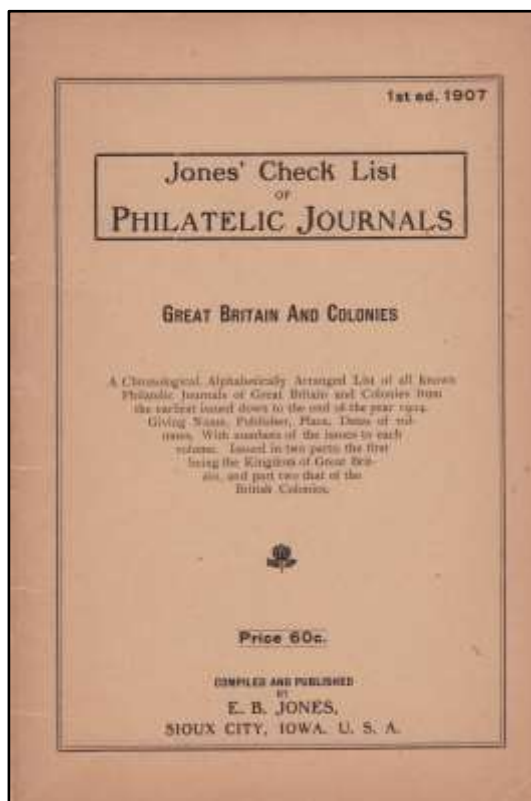 1st ed. 1907
Jones' Check List
OF
PHILATELIC JOURNALS
GREAT BRITAIN AND COLONIES
A Chronological Alphabetically Arranged List of all known
Philatelic Journals of Great Britain and Colonies from
the earliest issued down to the end of the year 1904.
Giving Name, Publisher, Place, Dates of vol-
umes, With numbers of the issues to each
volume. Issued in two parts: the first
being the Kingdom of Great Brit-
ain, and part two that of the
British Colonies.
Price 60c.
COMPILED AND PUBLISHED
BY
E. B. JONES,
SIOUX CITY, IOWA. U. S. A.